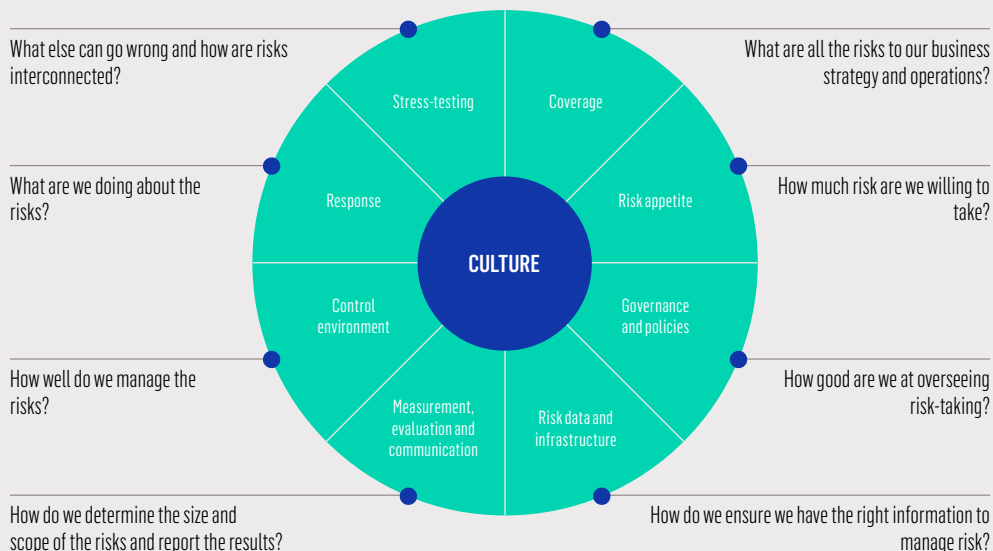 What else can go wrong and how are risks
interconnected?
What are all the risks to our business
strategy and operations?
Stress-testing
Coverage
What are we doing about the
risks?
How much risk are we willing to
take?
Response
Risk appetite
CULTURE
Control
environment
Governance
and policies
How well do we manage the
risks?
How good are we at overseeing
risk-taking?
Measurement,
evaluation and
communication
Risk data and
infrastructure
How do we determine the size and
scope of the risks and report the results?
How do we ensure we have the right information to
manage risk?